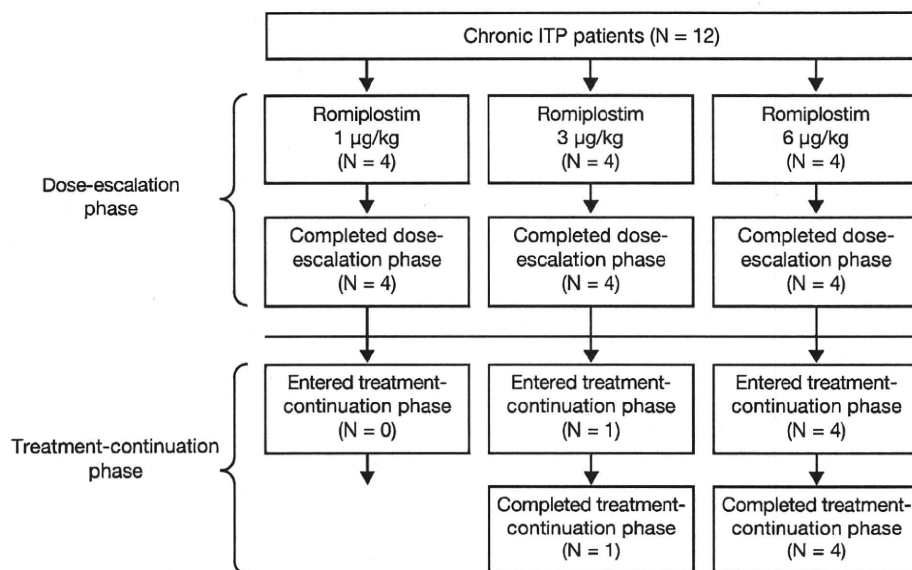 Chronic ITP patients (N = 12)
Romiplostim
1 µg/kg
(N = 4)
Romiplostim
3 µg/kg
(N = 4)
Romiplostim
6 µg/kg
(N = 4)
Dose-escalation
phase
Completed dose-
escalation phase
(N = 4)
Completed dose-
escalation phase
(N = 4)
Completed dose-
escalation phase
(N = 4)
Entered treatment-
continuation phase
(N = 0)
Entered treatment-
continuation phase
(N = 1)
Entered treatment-
continuation phase
(N = 4)
Treatment-continuation
phase
Completed treatment-
continuation phase
(N = 1)
Completed treatment-
continuation phase
(N = 4)